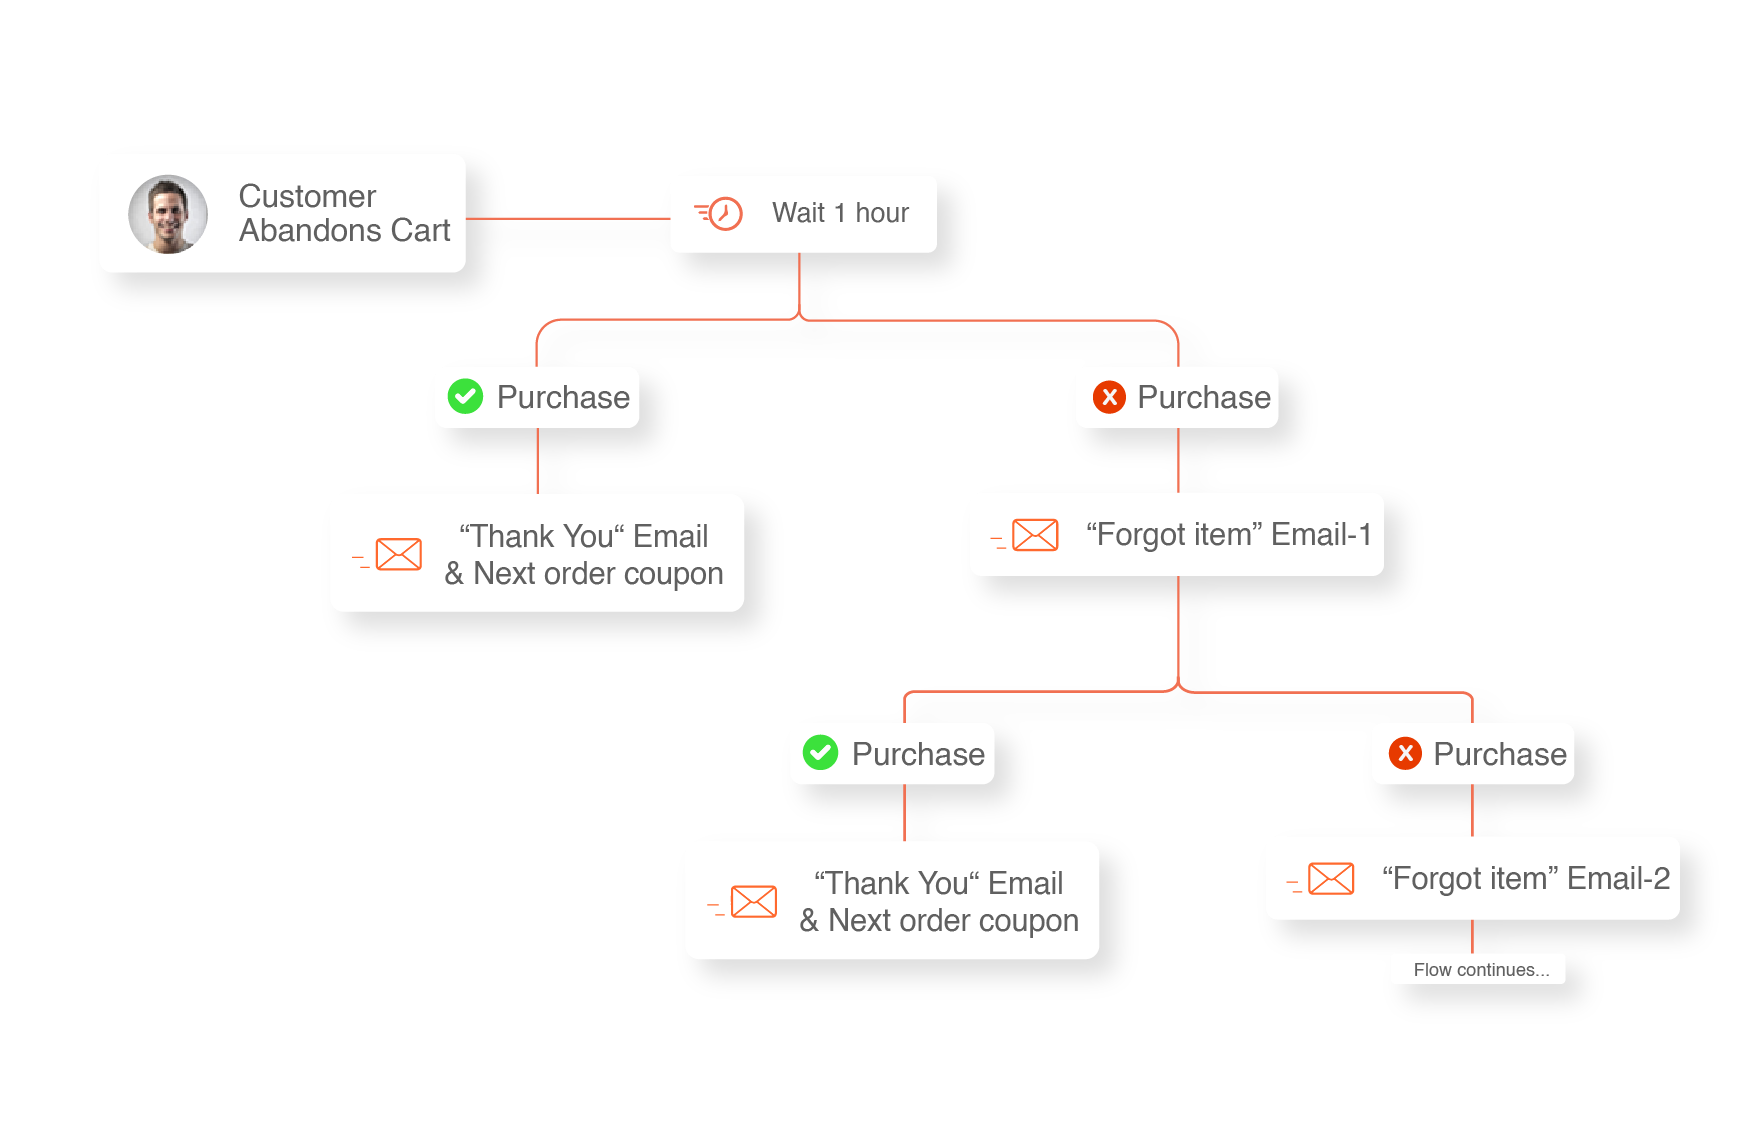 Customer
Abandons Cart
Wait 1 hour
Purchase
Purchase
“Thank You“ Email
& Next order coupon
“Forgot item” Email-1
Purchase
Purchase
“Thank You“ Email
& Next order coupon
“Forgot item” Email-2
Flow continues...